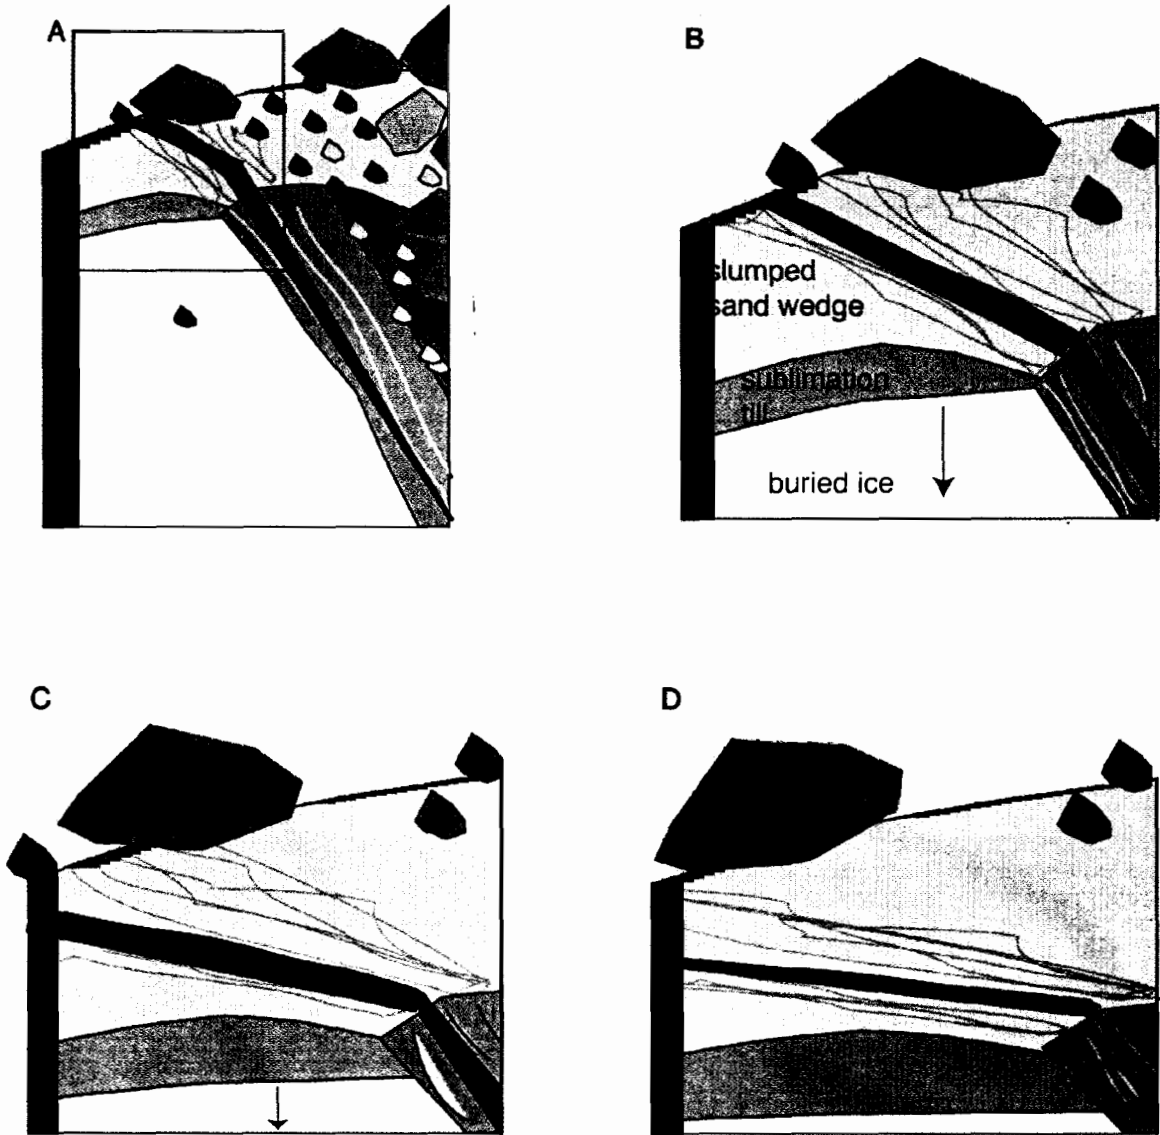 A
B
slumped
sand wedge
sublimation
till
buried ice
C
D